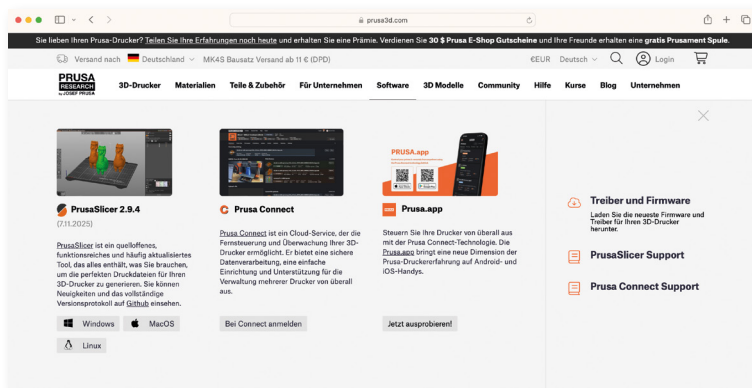 prusa3d.com
Sie lieben Ihren Prusa-Drucker? Teilen Sie Ihre Erfahrungen noch heute und erhalten Sie eine Prämie. Verdienen Sie 30 $ Prusa E-Shop Gutscheine und Ihre Freunde erhalten eine gratis Prusament Spule.
Versand nach Deutschland MK4S Bausatz Versand ab 11 € (DPD) €EUR Deutsch Login
PRUSA
RESEARCH
by JOSEF PRUSA
3D-Drucker Materialien Teile & Zubehör Für Unternehmen Software 3D Modelle Community Hilfe Kurse Blog Unternehmen
PrusaSlicer 2.9.4
(7.11.2025)
PrusaSlicer ist ein quelloffenes,
funktionsreiches und häufig aktualisiertes
Tool, das alles enthält, was Sie brauchen,
um die perfekten Druckdateien für Ihren
3D-Drucker zu generieren. Sie können
Neuigkeiten und das vollständige
Versionsprotokoll auf Github einsehen.
Windows MacOS
Linux
Prusa Connect
Prusa Connect ist ein Cloud-Service, der die
Fernsteuerung und Überwachung Ihrer 3D-
Drucker ermöglicht. Er bietet eine sichere
Datenverarbeitung, eine einfache
Einrichtung und Unterstützung für die
Verwaltung mehrerer Drucker von überall
aus.
Bei Connect anmelden
PRUSA.app
Prusa.app
Steuern Sie Ihre Drucker von überall aus
mit der Prusa Connect-Technologie. Die
Prusa.app bringt eine neue Dimension der
Prusa-Druckererfahrung auf Android- und
iOS-Handys.
Jetzt ausprobieren!
Treiber und Firmware
Laden Sie die neueste Firmware und
Treiber für Ihren 3D-Drucker
herunter.
PrusaSlicer Support
Prusa Connect Support